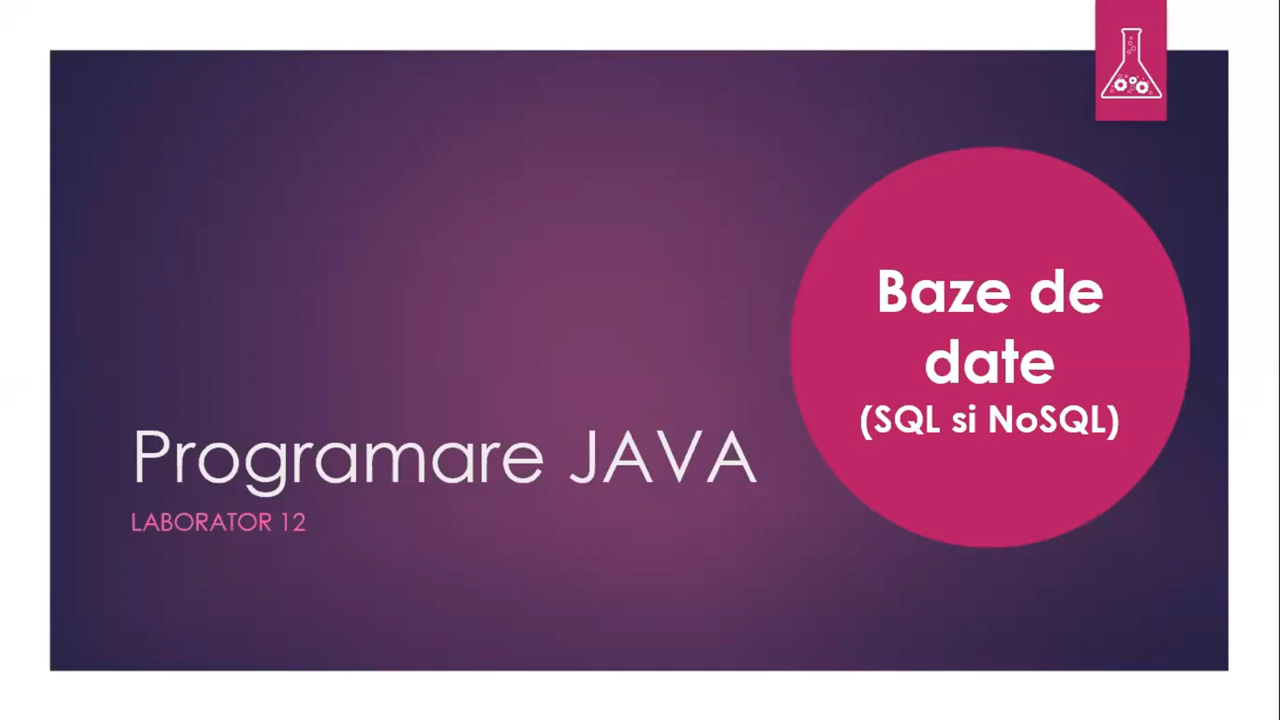 Programare JAVA
LABORATOR 12
Baze de
date
(SQL si NoSQL)